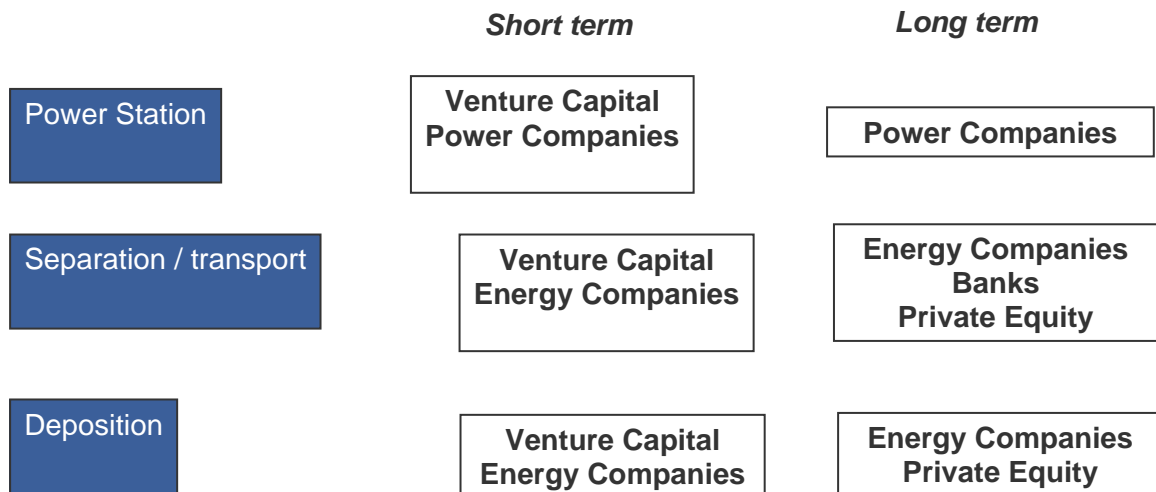 Short term
Long term
Power Station
Venture Capital
Power Companies
Power Companies
Separation / transport
Venture Capital
Energy Companies
Energy Companies
Banks
Private Equity
Deposition
Venture Capital
Energy Companies
Energy Companies
Private Equity